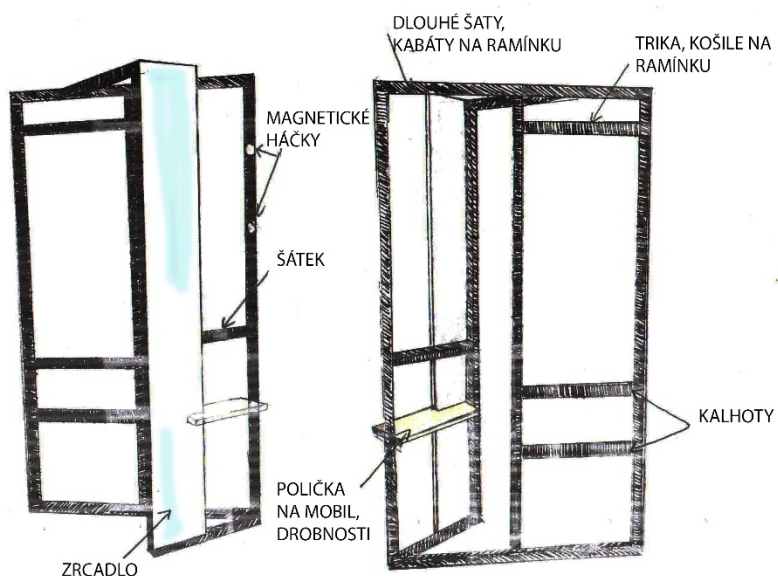 DLOUHÉ ŠATY,
KABÁTY NA RAMÍNKU
TRIKA, KOŠILE NA
RAMÍNKU
MAGNETICKÉ
HÁČKY
ŠÁTEK
KALHOTY
POLIČKA
NA MOBIL,
DROBNOSTI
ZRCADLO